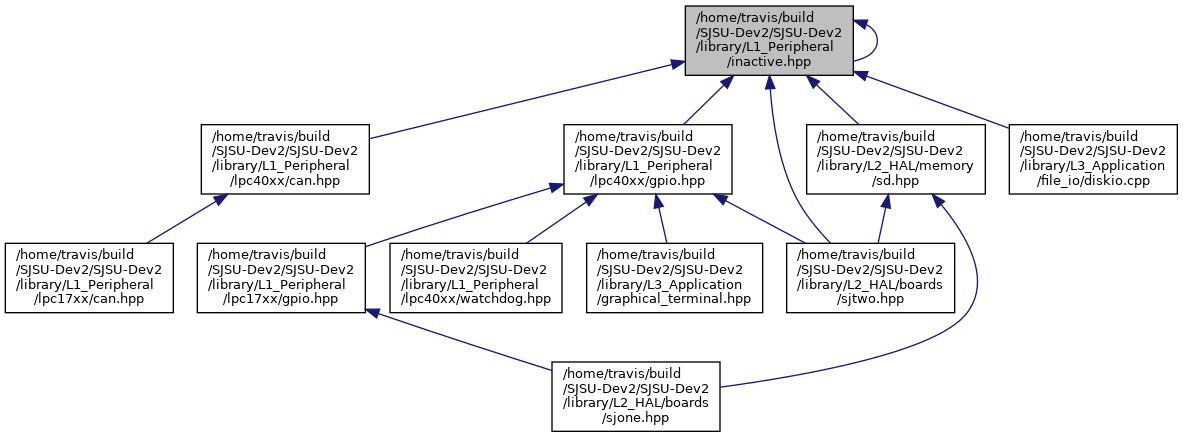 /home/travis/build
/SJSU-Dev2/SJSU-Dev2
/library/L1_Peripheral
/inactive.hpp
/home/travis/build
/SJSU-Dev2/SJSU-Dev2
/library/L1_Peripheral
/lpc40xx/can.hpp
/home/travis/build
/SJSU-Dev2/SJSU-Dev2
/library/L1_Peripheral
/lpc40xx/gpio.hpp
/home/travis/build
/SJSU-Dev2/SJSU-Dev2
/library/L2_HAL/memory
/sd.hpp
/home/travis/build
/SJSU-Dev2/SJSU-Dev2
/library/L3_Application
/file_io/diskio.cpp
/home/travis/build
/SJSU-Dev2/SJSU-Dev2
/library/L1_Peripheral
/lpc17xx/can.hpp
/home/travis/build
/SJSU-Dev2/SJSU-Dev2
/library/L1_Peripheral
/lpc17xx/gpio.hpp
/home/travis/build
/SJSU-Dev2/SJSU-Dev2
/library/L1_Peripheral
/lpc40xx/watchdog.hpp
/home/travis/build
/SJSU-Dev2/SJSU-Dev2
/library/L3_Application
/graphical_terminal.hpp
/home/travis/build
/SJSU-Dev2/SJSU-Dev2
/library/L2_HAL/boards
/sjtwo.hpp
/home/travis/build
/SJSU-Dev2/SJSU-Dev2
/library/L2_HAL/boards
/sjone.hpp